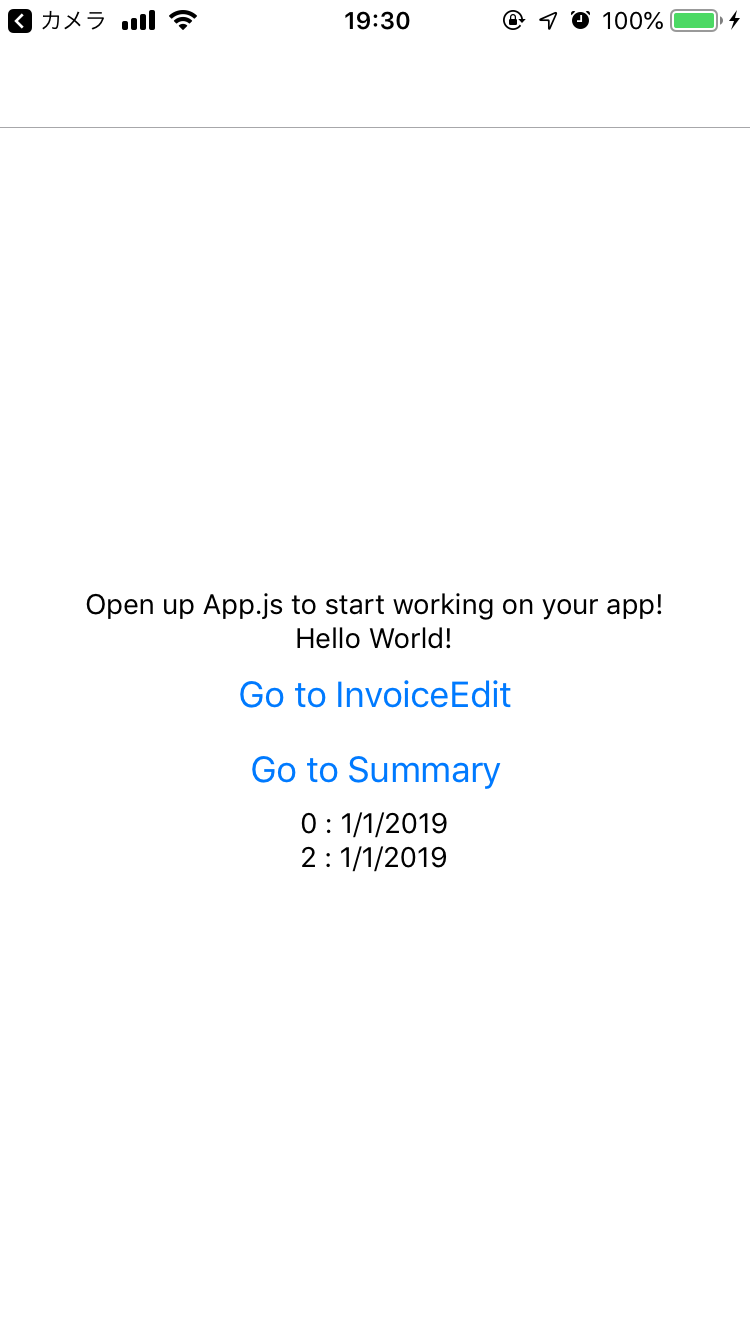 カメラ 19:30 100%
Open up App.js to start working on your app!
Hello World!
Go to InvoiceEdit
Go to Summary
0 : 1/1/2019
2 : 1/1/2019